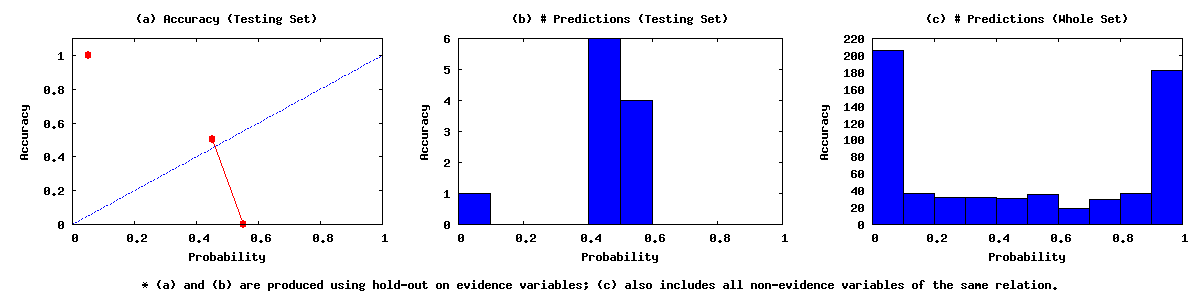 (a) Accuracy (Testing Set)
(b) # Predictions (Testing Set)
(c) # Predictions (Whole Set)
1
0.8
0.6
0.4
0.2
0
Accuracy
0 0.2 0.4 0.6 0.8 1
Probability
6
5
4
3
2
1
0
Accuracy
0 0.2 0.4 0.6 0.8 1
Probability
220
200
180
160
140
120
100
80
60
40
20
0
Accuracy
0 0.2 0.4 0.6 0.8 1
Probability
* (a) and (b) are produced using hold-out on evidence variables; (c) also includes all non-evidence variables of the same relation.